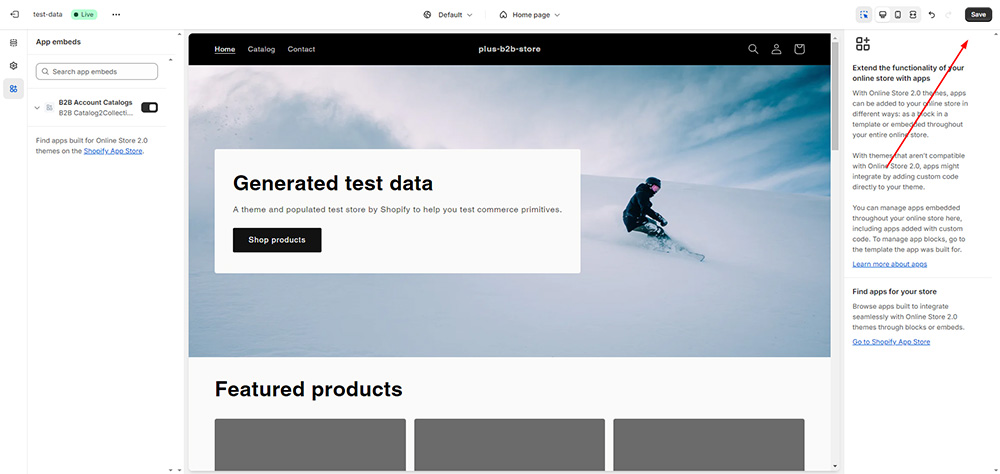 test-data
Live
Default
Home page
Save
App embeds
Search app embeds
B2B Account Catalogs
B2B Catalog2Collecti...
Find apps built for Online Store 2.0
themes on the Shopify App Store.
Home
Catalog
Contact
plus-b2b-store
Generated test data
A theme and populated test store by Shopify to help you test commerce primitives.
Shop products
Featured products
Extend the functionality of your
online store with apps
With Online Store 2.0 themes, apps
can be added to your online store in
different ways: as a block in a
template or embedded throughout
your entire online store.
With themes that aren't compatible
with Online Store 2.0, apps might
integrate by adding custom code
directly to your theme.
You can manage apps embedded
throughout your online store here,
including apps added with custom
code. To manage app blocks, go to
the template the app was built for.
Learn more about apps
Find apps for your store
Browse apps built to integrate
seamlessly with Online Store 2.0
themes through blocks or embeds.
Go to Shopify App Store